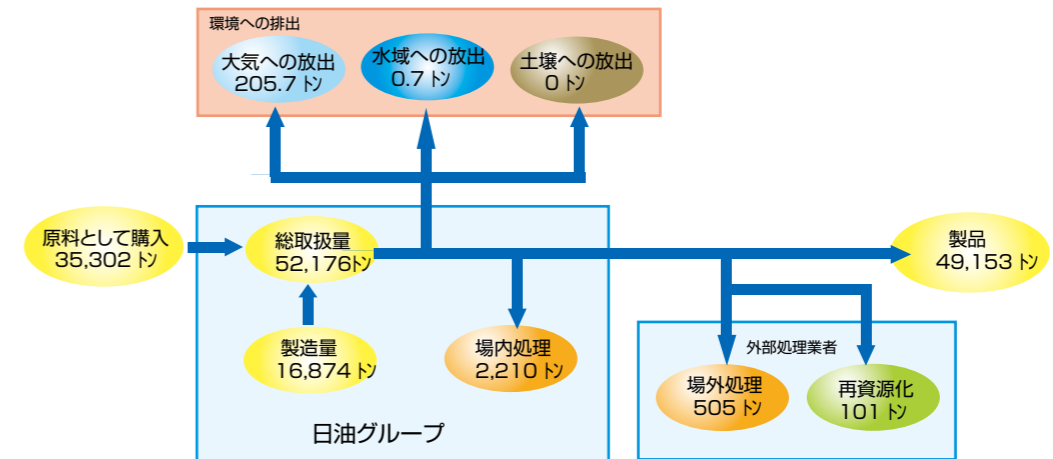 環境への排出
大気への放出
205.7 トン
水域への放出
0.7 トン
土壌への放出
0 トン
原料として購入
35,302 トン
総取扱量
52,176トン
製品
49,153 トン
製造量
16,874 トン
場内処理
2,210 トン
外部処理業者
場外処理
505 トン
再資源化
101 トン
日油グループ